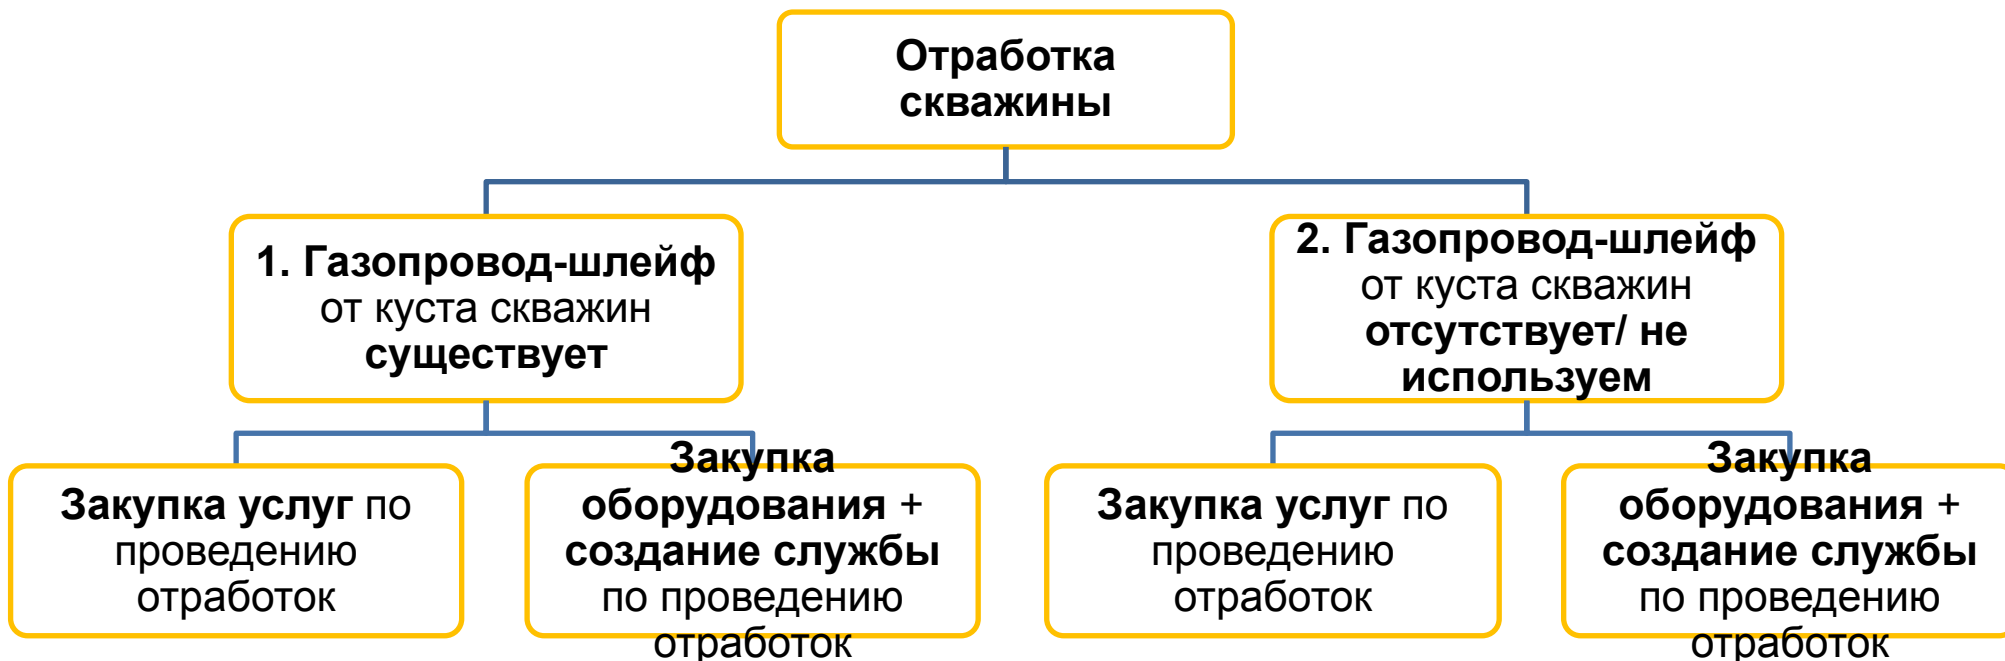 Отработка
скважины
1. Газопровод-шлейф
от куста скважин
существует
2. Газопровод-шлейф
от куста скважин
отсутствует/ не
используем
Закупка услуг по
проведению
отработок
Закупка
оборудования +
создание службы
по проведению
отработок
Закупка услуг по
проведению
отработок
Закупка
оборудования +
создание службы
по проведению
отработок